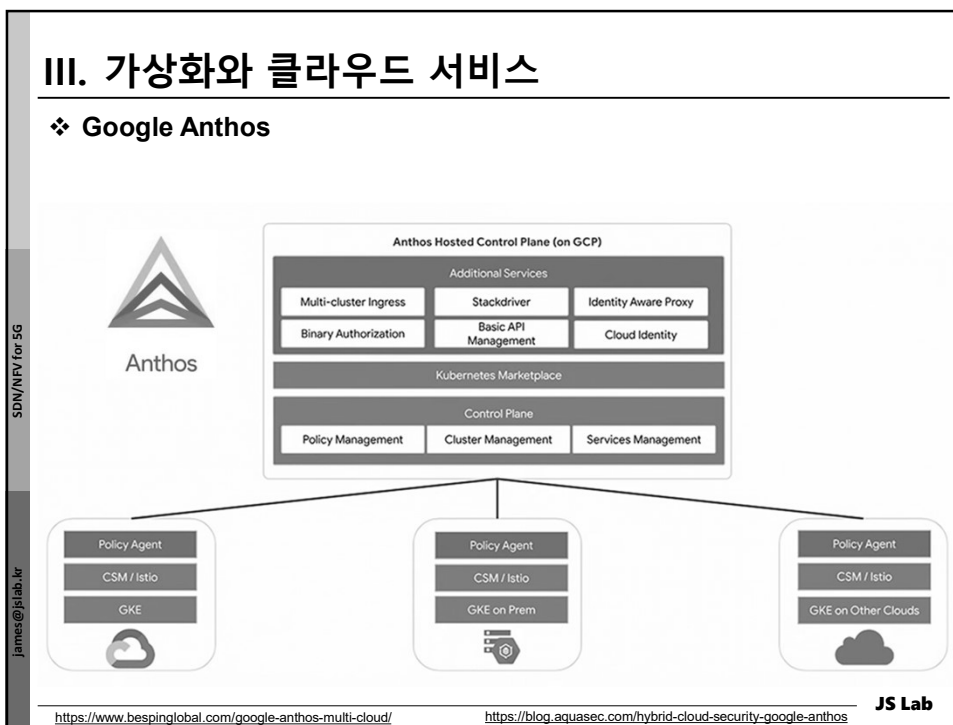 III. 가상화와 클라우드 서비스
❖ Google Anthos
Anthos
Anthos Hosted Control Plane (on GCP)
Additional Services
Multi-cluster Ingress
Stackdriver
Identity Aware Proxy
Binary Authorization
Basic API
Management
Cloud Identity
Kubernetes Marketplace
Control Plane
Policy Management
Cluster Management
Services Management
Policy Agent
CSM / Istio
GKE
Policy Agent
CSM / Istio
GKE on Prem
Policy Agent
CSM / Istio
GKE on Other Clouds
SDN/NFV for 5G
james@jslab.kr
https://www.bespinglobal.com/google-anthos-multi-cloud/
https://blog.aquasec.com/hybrid-cloud-security-google-anthos
JS Lab